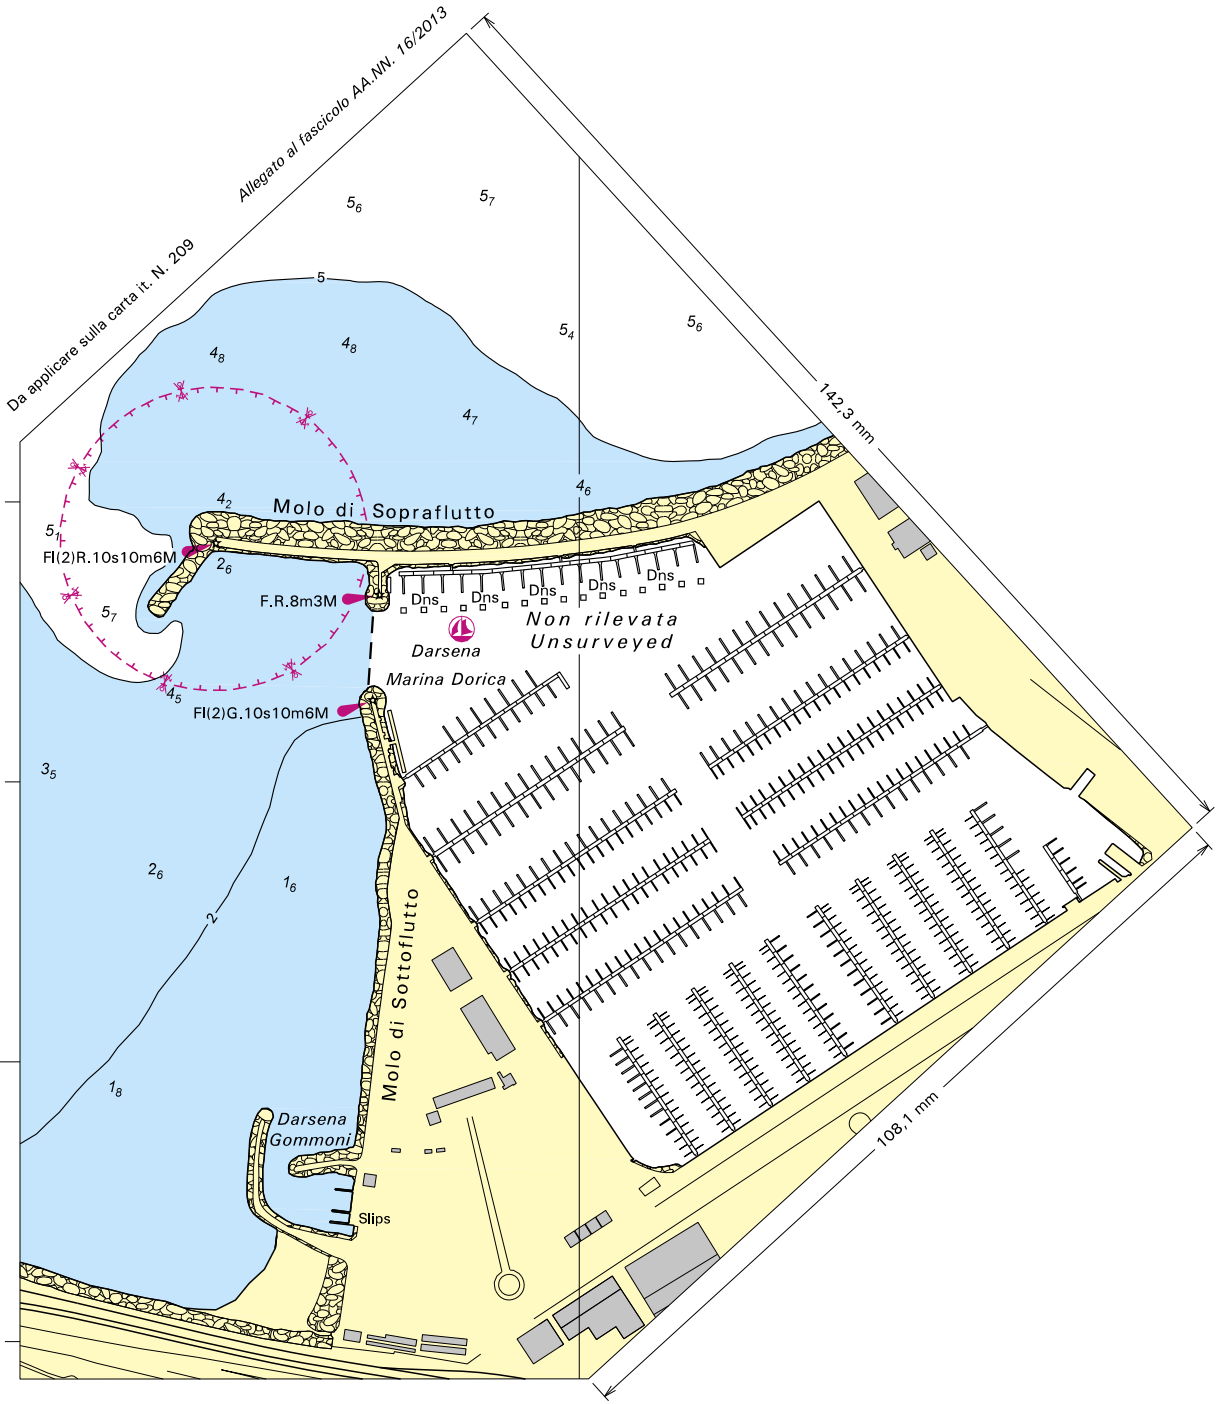 Allegato al fascicolo AA.NN. 16/2013
Da applicare sulla carta it. N. 209
142,3 mm
108,1 mm
5₆
5₇
5
4₈
4₈
5₄
5₆
4₇
4₆
4₂
5₁
Molo di Sopraflutto
Fl(2)R.10s10m6M
2₆
F.R.8m3M
5₇
Dns
Dns
Dns
Dns
Dns
Non rilevata
Unsurveyed
Darsena
Marina Dorica
4₅
Fl(2)G.10s10m6M
3₅
2₆
1₆
2
Molo di Sottoflutto
1₈
Darsena
Gommoni
Slips